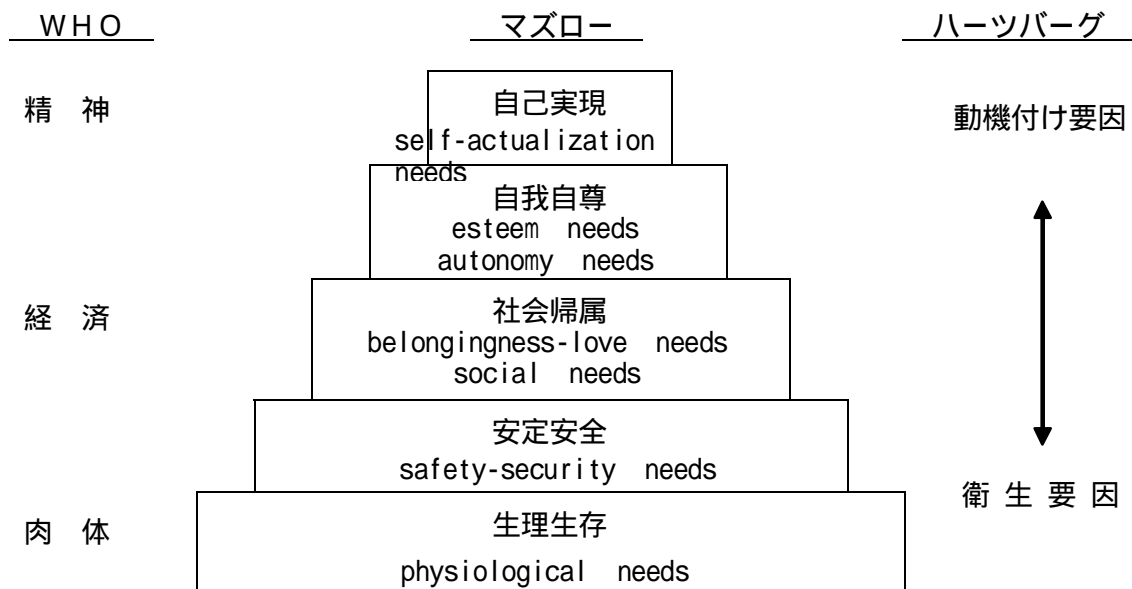 WHO
マズロー
ハーツバーグ
精　神
自己実現
self-actualization
needs
動機付け要因
自我自尊
esteem needs
autonomy needs
経　済
社会帰属
belongingness-love needs
social needs
安定安全
safety-security needs
衛 生 要 因
肉　体
生理生存
physiological needs